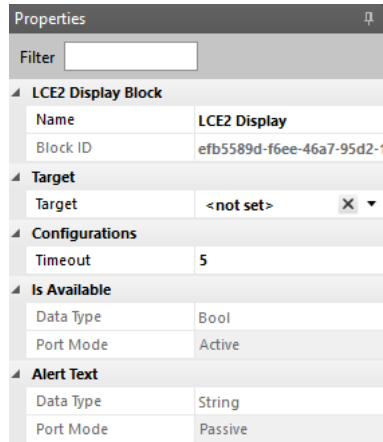 Properties
Filter
LCE2 Display Block
Name LCE2 Display
Block ID efb5589d-f6ee-46a7-95d2-1
Target
Target <not set>
Configurations
Timeout 5
Is Available
Data Type Bool
Port Mode Active
Alert Text
Data Type String
Port Mode Passive